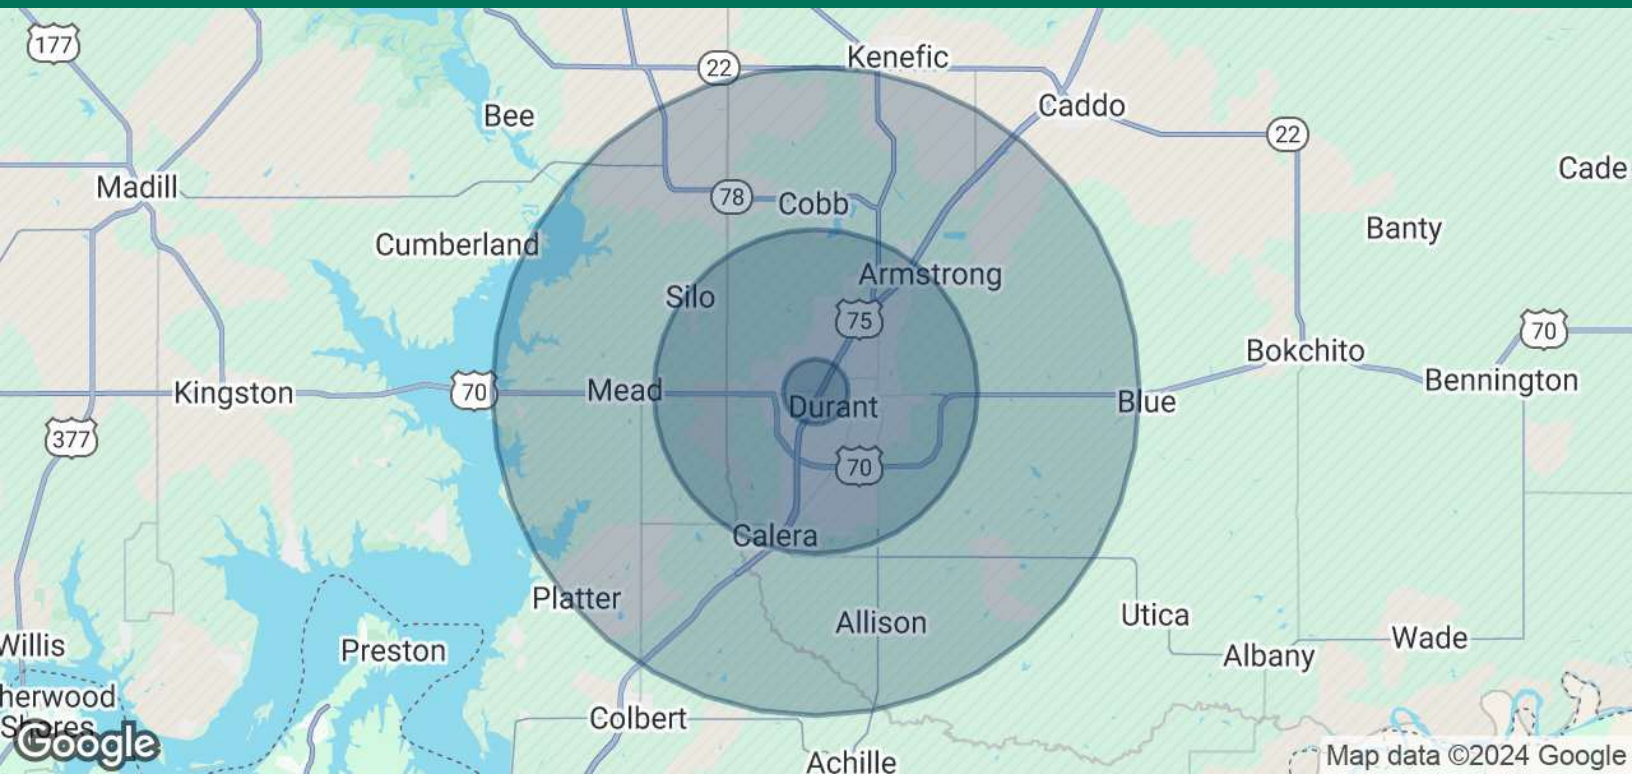 177
22
Kenefic
Caddo
Bee
22
Cade
Madill
78
Cobb
Banty
Cumberland
Armstrong
Silo
75
70
Bokchito
Kingston
70
Mead
Bennington
Durant
Blue
377
70
Calera
Platter
Allison
Utica
Willis
Preston
Albany
Wade
herwood
Shores
Colbert
Google
Achille
Map data ©2024 Google